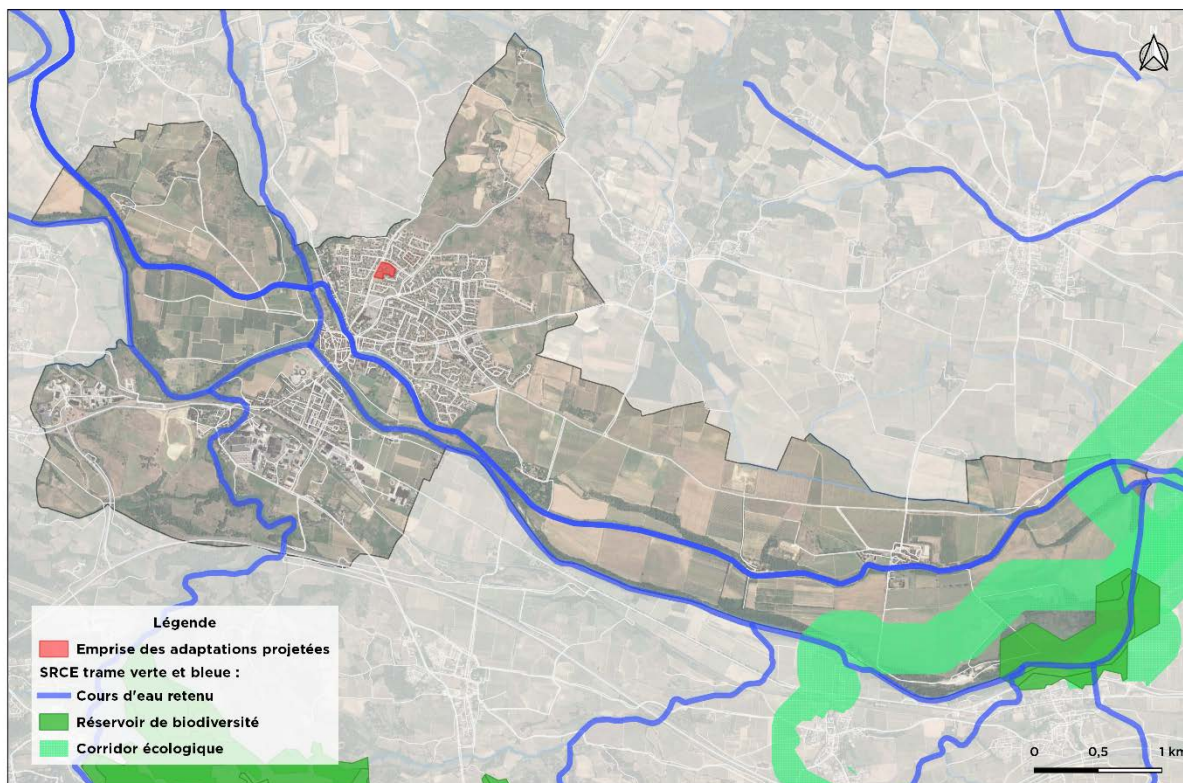 Légende
Emprise des adaptations projetées
SRCE trame verte et bleue :
Cours d'eau retenu
Réservoir de biodiversité
Corridor écologique
0 0,5 1 km